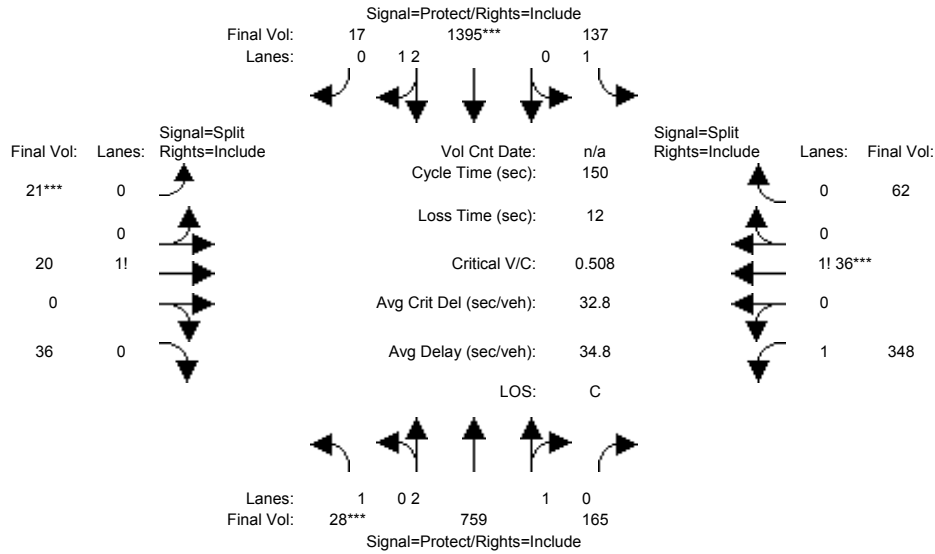 Signal=Protect/Rights=Include
Final Vol: 17 1395*** 137
Lanes: 0 1 2 0 1
Signal=Split Signal=Split
Final Vol: Lanes: Rights=Include Vol Cnt Date: n/a Rights=Include Lanes: Final Vol:
Cycle Time (sec): 150
21*** 0 0 62
Loss Time (sec): 12
0 0
20 1! Critical V/C: 0.508 1! 36***
0 0 Avg Crit Del (sec/veh): 32.8 0
36 0 Avg Delay (sec/veh): 34.8 1 348
LOS: C
Lanes: 1 0 2 1 0
Final Vol: 28*** 759 165
Signal=Protect/Rights=Include